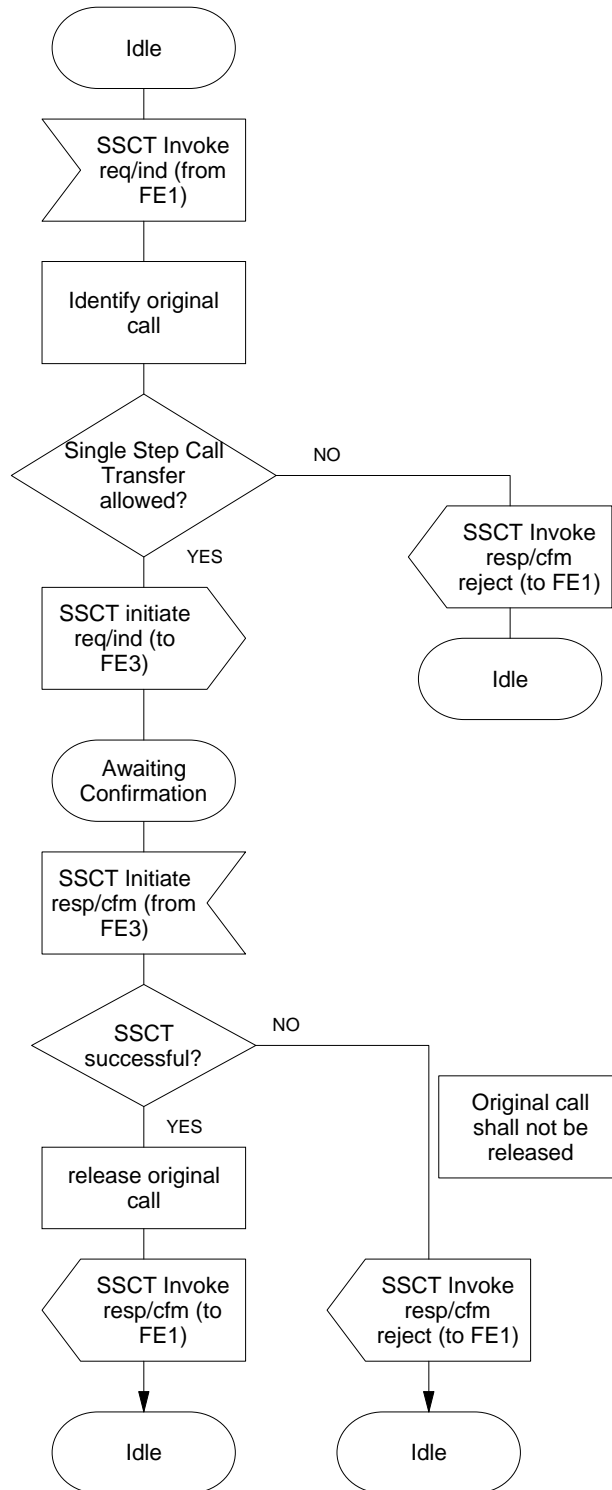 Idle
SSCT Invoke
req/ind (from
FE1)
Identify original
call
Single Step Call
Transfer
allowed?
NO
YES
SSCT Invoke
resp/cfm
reject (to FE1)
SSCT initiate
req/ind (to
FE3)
Idle
Awaiting
Confirmation
SSCT Initiate
resp/cfm (from
FE3)
SSCT
successful?
NO
YES
Original call
shall not be
released
release original
call
SSCT Invoke
resp/cfm (to
FE1)
SSCT Invoke
resp/cfm
reject (to FE1)
Idle
Idle